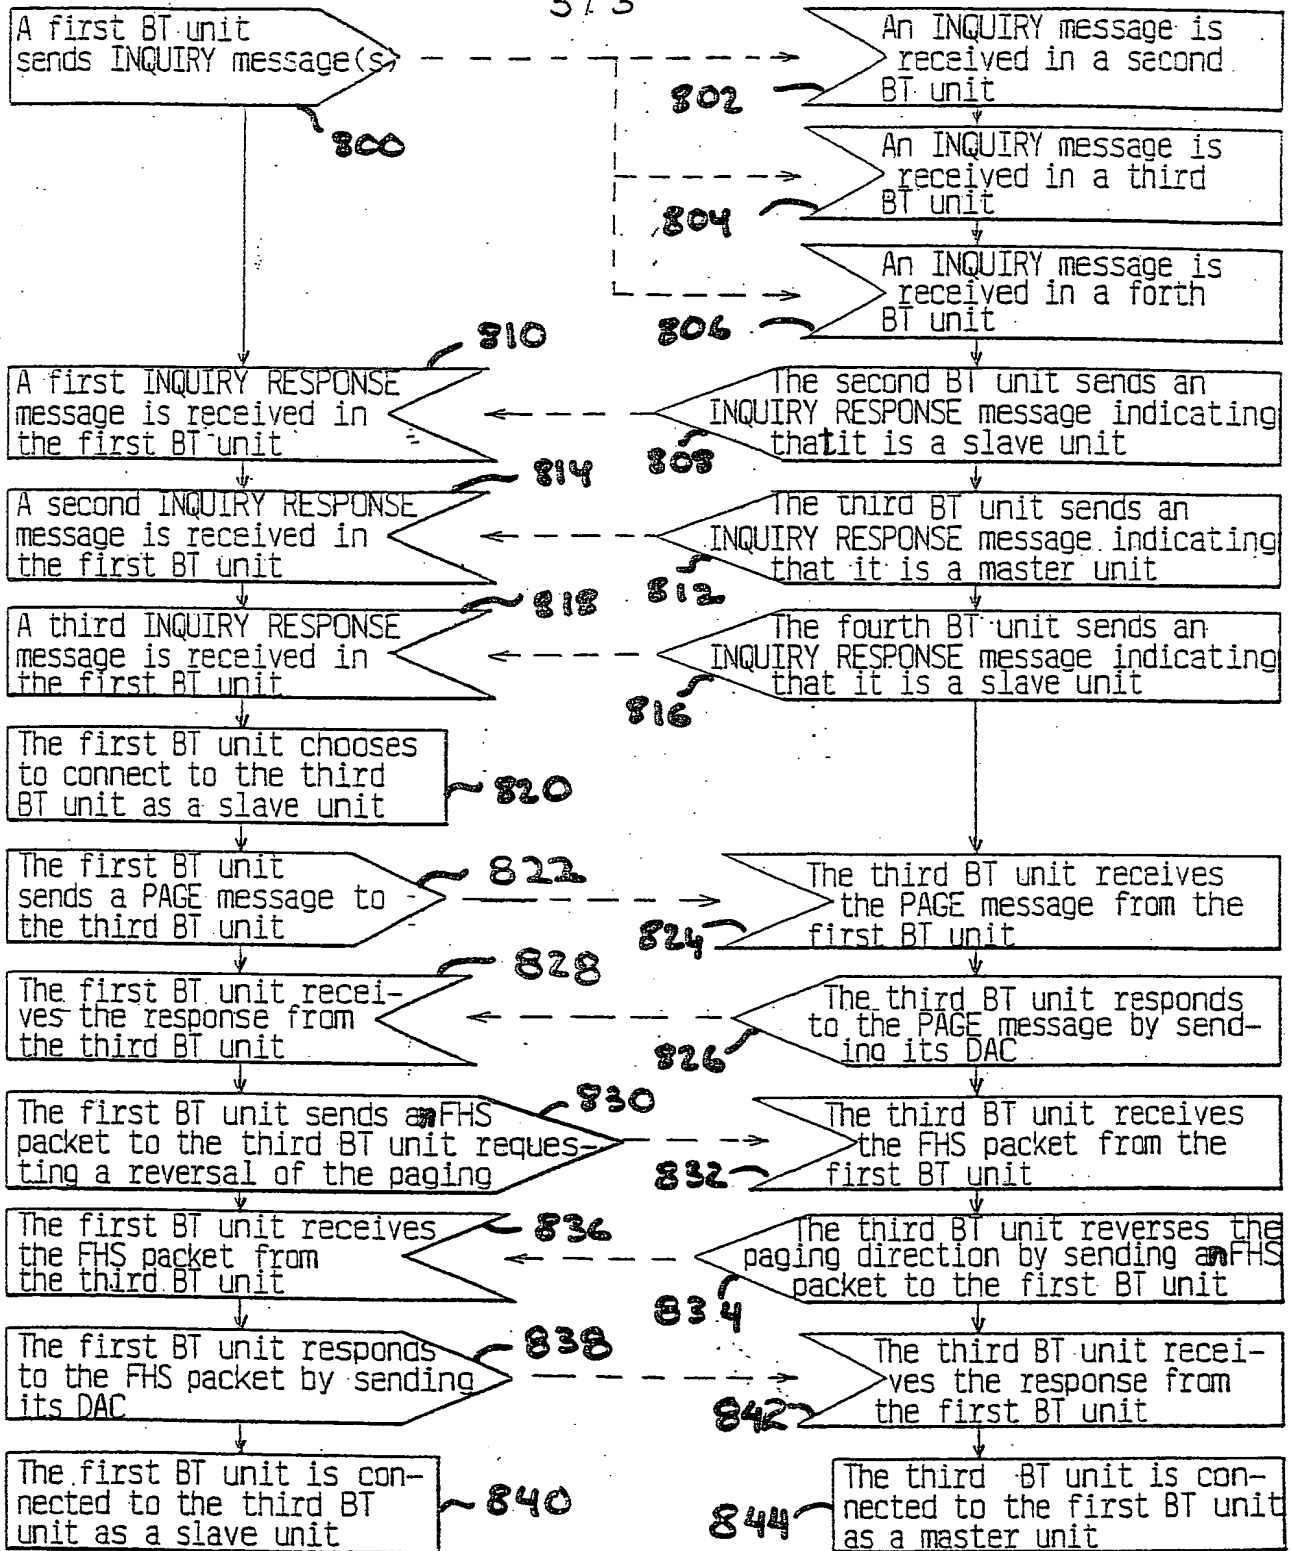 5/5
A first BT unit
sends INQUIRY message(s)
800
An INQUIRY message is
received in a second
BT unit
802
An INQUIRY message is
received in a third
BT unit
804
An INQUIRY message is
received in a forth
BT unit
806
810
A first INQUIRY RESPONSE
message is received in
the first BT unit
The second BT unit sends an
INQUIRY RESPONSE message indicating
that it is a slave unit
808
814
A second INQUIRY RESPONSE
message is received in
the first BT unit
The third BT unit sends an
INQUIRY RESPONSE message indicating
that it is a master unit
812
818
A third INQUIRY RESPONSE
message is received in
the first BT unit
The fourth BT unit sends an
INQUIRY RESPONSE message indicating
that it is a slave unit
816
The first BT unit chooses
to connect to the third
BT unit as a slave unit
820
The first BT unit
sends a PAGE message to
the third BT unit
822
The third BT unit receives
the PAGE message from the
first BT unit
824
828
The first BT unit recei-
ves the response from
the third BT unit
The third BT unit responds
to the PAGE message by send-
ing its DAC
826
830
The first BT unit sends an FHS
packet to the third BT unit reques-
ting a reversal of the paging
The third BT unit receives
the FHS packet from the
first BT unit
832
The first BT unit receives
the FHS packet from
the third BT unit
836
The third BT unit reverses the
paging direction by sending an FHS
packet to the first BT unit
834
The first BT unit responds
to the FHS packet by sending
its DAC
838
The third BT unit recei-
ves the response from
the first BT unit
842
The first BT unit is con-
nected to the third BT
unit as a slave unit
840
The third BT unit is con-
nected to the first BT unit
as a master unit
844